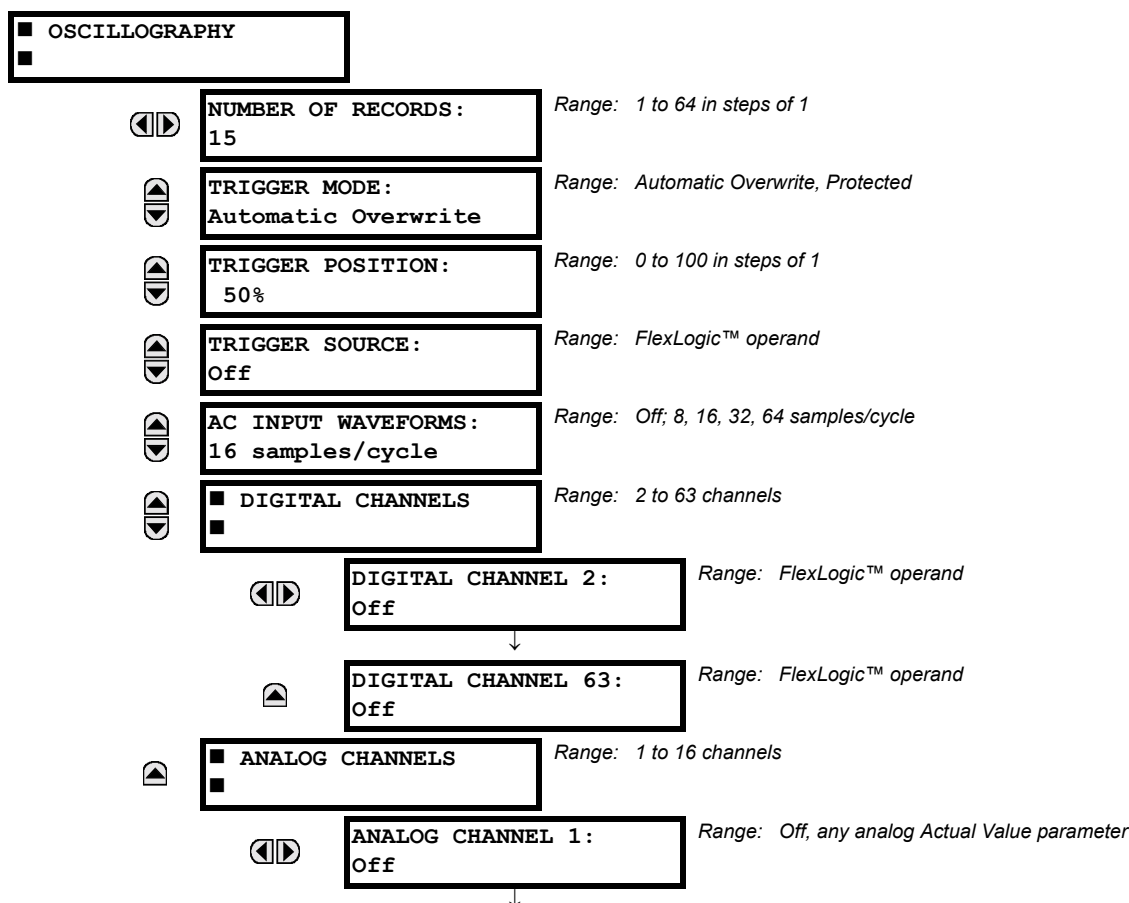 ■ OSCILLOGRAPHY
■
NUMBER OF RECORDS: Range: 1 to 64 in steps of 1
15
TRIGGER MODE: Range: Automatic Overwrite, Protected
Automatic Overwrite
TRIGGER POSITION: Range: 0 to 100 in steps of 1
50%
TRIGGER SOURCE: Range: FlexLogic™ operand
Off
AC INPUT WAVEFORMS: Range: Off; 8, 16, 32, 64 samples/cycle
16 samples/cycle
■ DIGITAL CHANNELS Range: 2 to 63 channels
■
DIGITAL CHANNEL 2: Range: FlexLogic™ operand
Off
↓
DIGITAL CHANNEL 63: Range: FlexLogic™ operand
Off
■ ANALOG CHANNELS Range: 1 to 16 channels
■
ANALOG CHANNEL 1: Range: Off, any analog Actual Value parameter
Off
↓